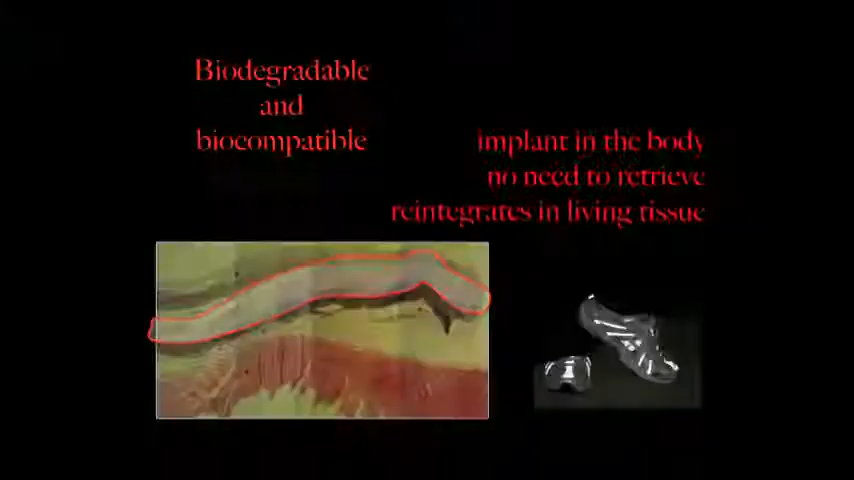 Biodegradable
and
biocompatible
implant in the body
no need to retrieve
reintegrates in living tissue